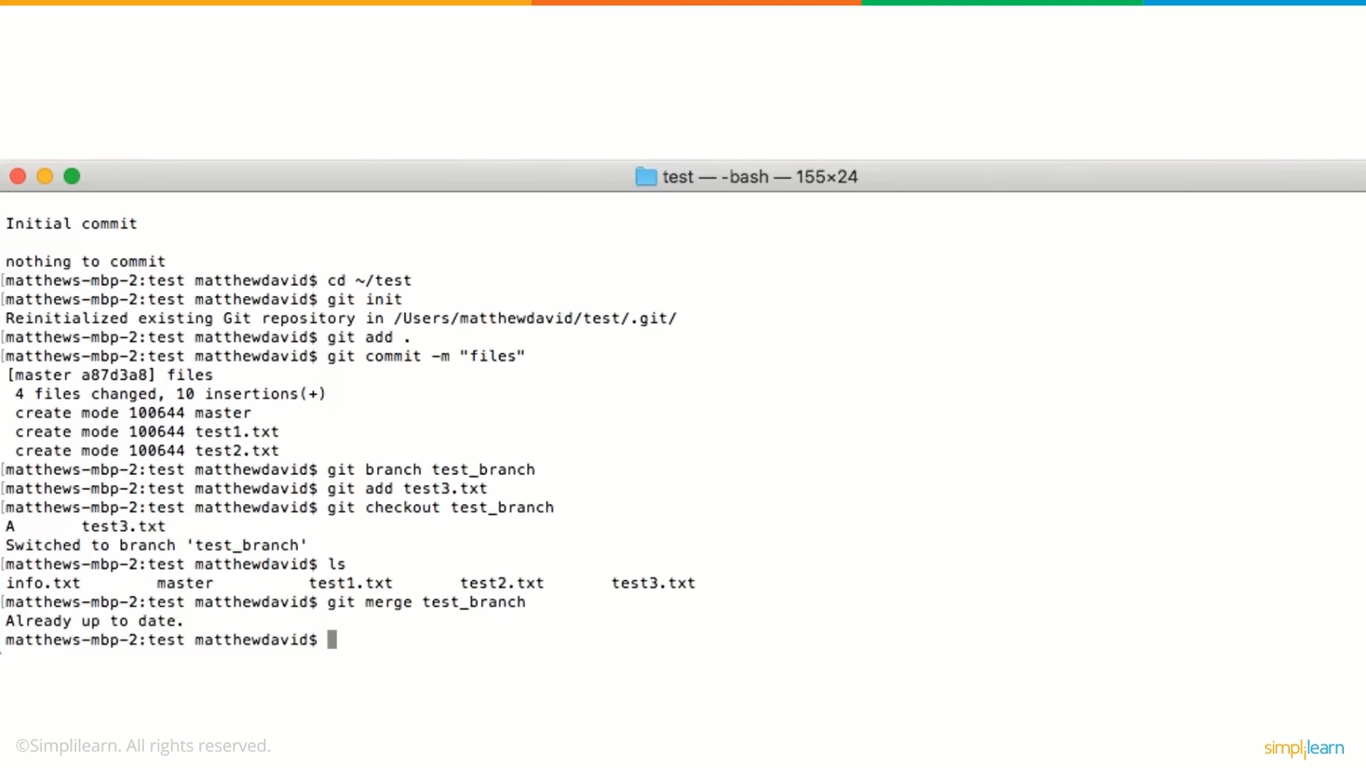 test — -bash — 155×24
Initial commit
nothing to commit
[matthews-mbp-2:test matthewdavid$ cd ~/test
[matthews-mbp-2:test matthewdavid$ git init
Reinitialized existing Git repository in /Users/matthewdavid/test/.git/
[matthews-mbp-2:test matthewdavid$ git add .
[matthews-mbp-2:test matthewdavid$ git commit -m "files"
[master a87d3a8] files
 4 files changed, 10 insertions(+)
 create mode 100644 master
 create mode 100644 test1.txt
 create mode 100644 test2.txt
[matthews-mbp-2:test matthewdavid$ git branch test_branch
[matthews-mbp-2:test matthewdavid$ git add test3.txt
[matthews-mbp-2:test matthewdavid$ git checkout test_branch
A       test3.txt
Switched to branch 'test_branch'
[matthews-mbp-2:test matthewdavid$ ls
info.txt        master          test1.txt       test2.txt       test3.txt
[matthews-mbp-2:test matthewdavid$ git merge test_branch
Already up to date.
matthews-mbp-2:test matthewdavid$
©Simplilearn. All rights reserved.
simplilearn